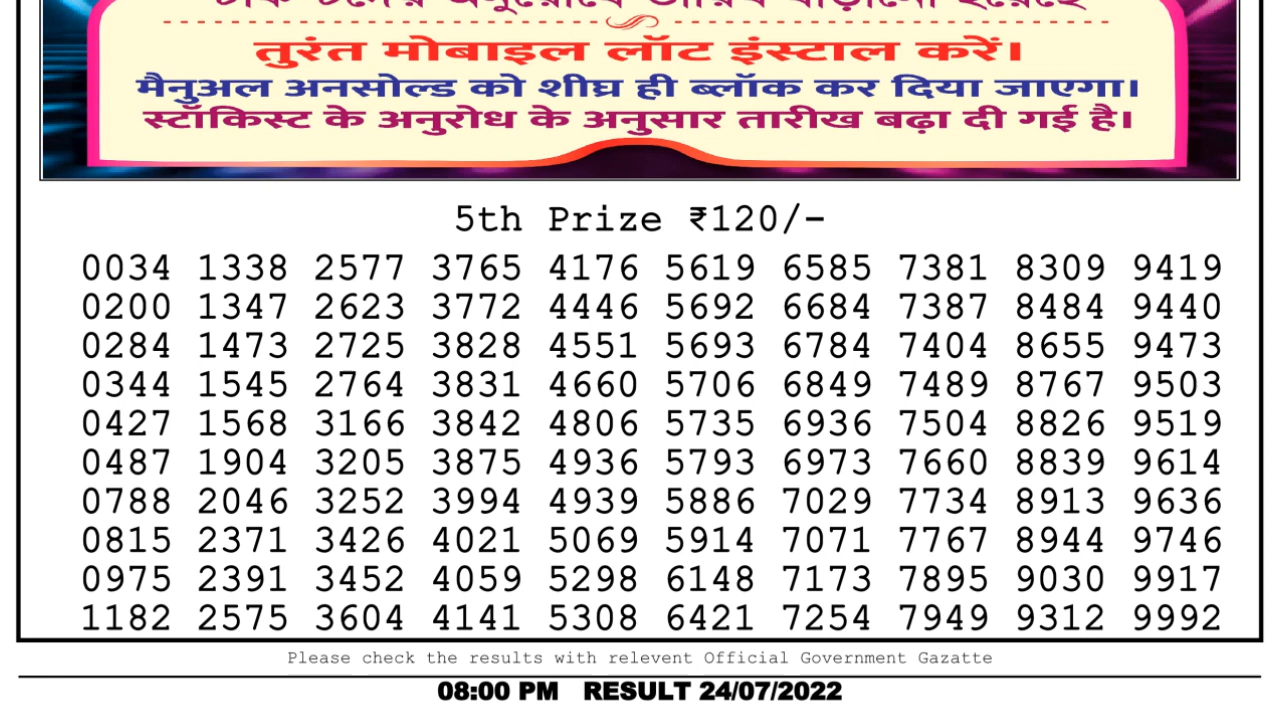 तुरंत मोबाइल लॉट इंस्टाल करें।
मैनुअल अनसोल्ड को शीघ्र ही ब्लॉक कर दिया जाएगा।
स्टॉकिस्ट के अनुरोध के अनुसार तारीख बढ़ा दी गई है।
5th Prize ₹120/-
0034 1338 2577 3765 4176 5619 6585 7381 8309 9419
0200 1347 2623 3772 4446 5692 6684 7387 8484 9440
0284 1473 2725 3828 4551 5693 6784 7404 8655 9473
0344 1545 2764 3831 4660 5706 6849 7489 8767 9503
0427 1568 3166 3842 4806 5735 6936 7504 8826 9519
0487 1904 3205 3875 4936 5793 6973 7660 8839 9614
0788 2046 3252 3994 4939 5886 7029 7734 8913 9636
0815 2371 3426 4021 5069 5914 7071 7767 8944 9746
0975 2391 3452 4059 5298 6148 7173 7895 9030 9917
1182 2575 3604 4141 5308 6421 7254 7949 9312 9992
Please check the results with relevent Official Government Gazatte
08:00 PM RESULT 24/07/2022